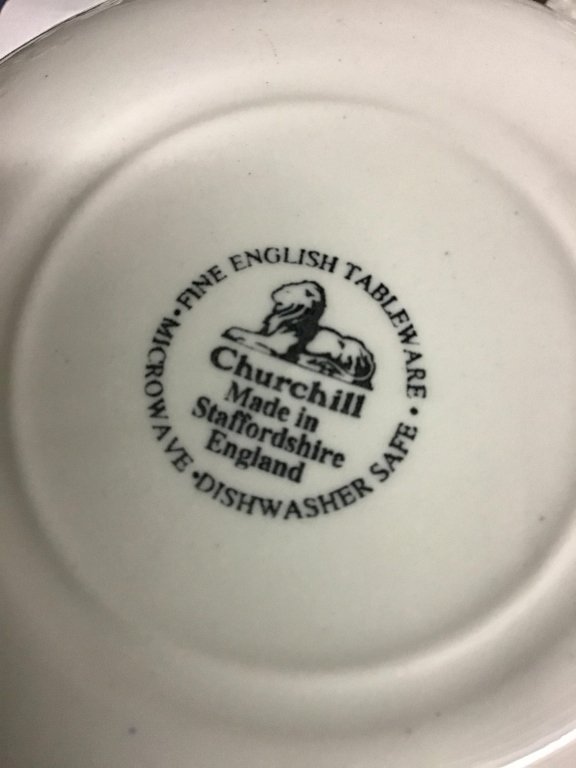 • FINE ENGLISH TABLEWARE •
Churchill
Made in
Staffordshire
England
MICROWAVE • DISHWASHER SAFE